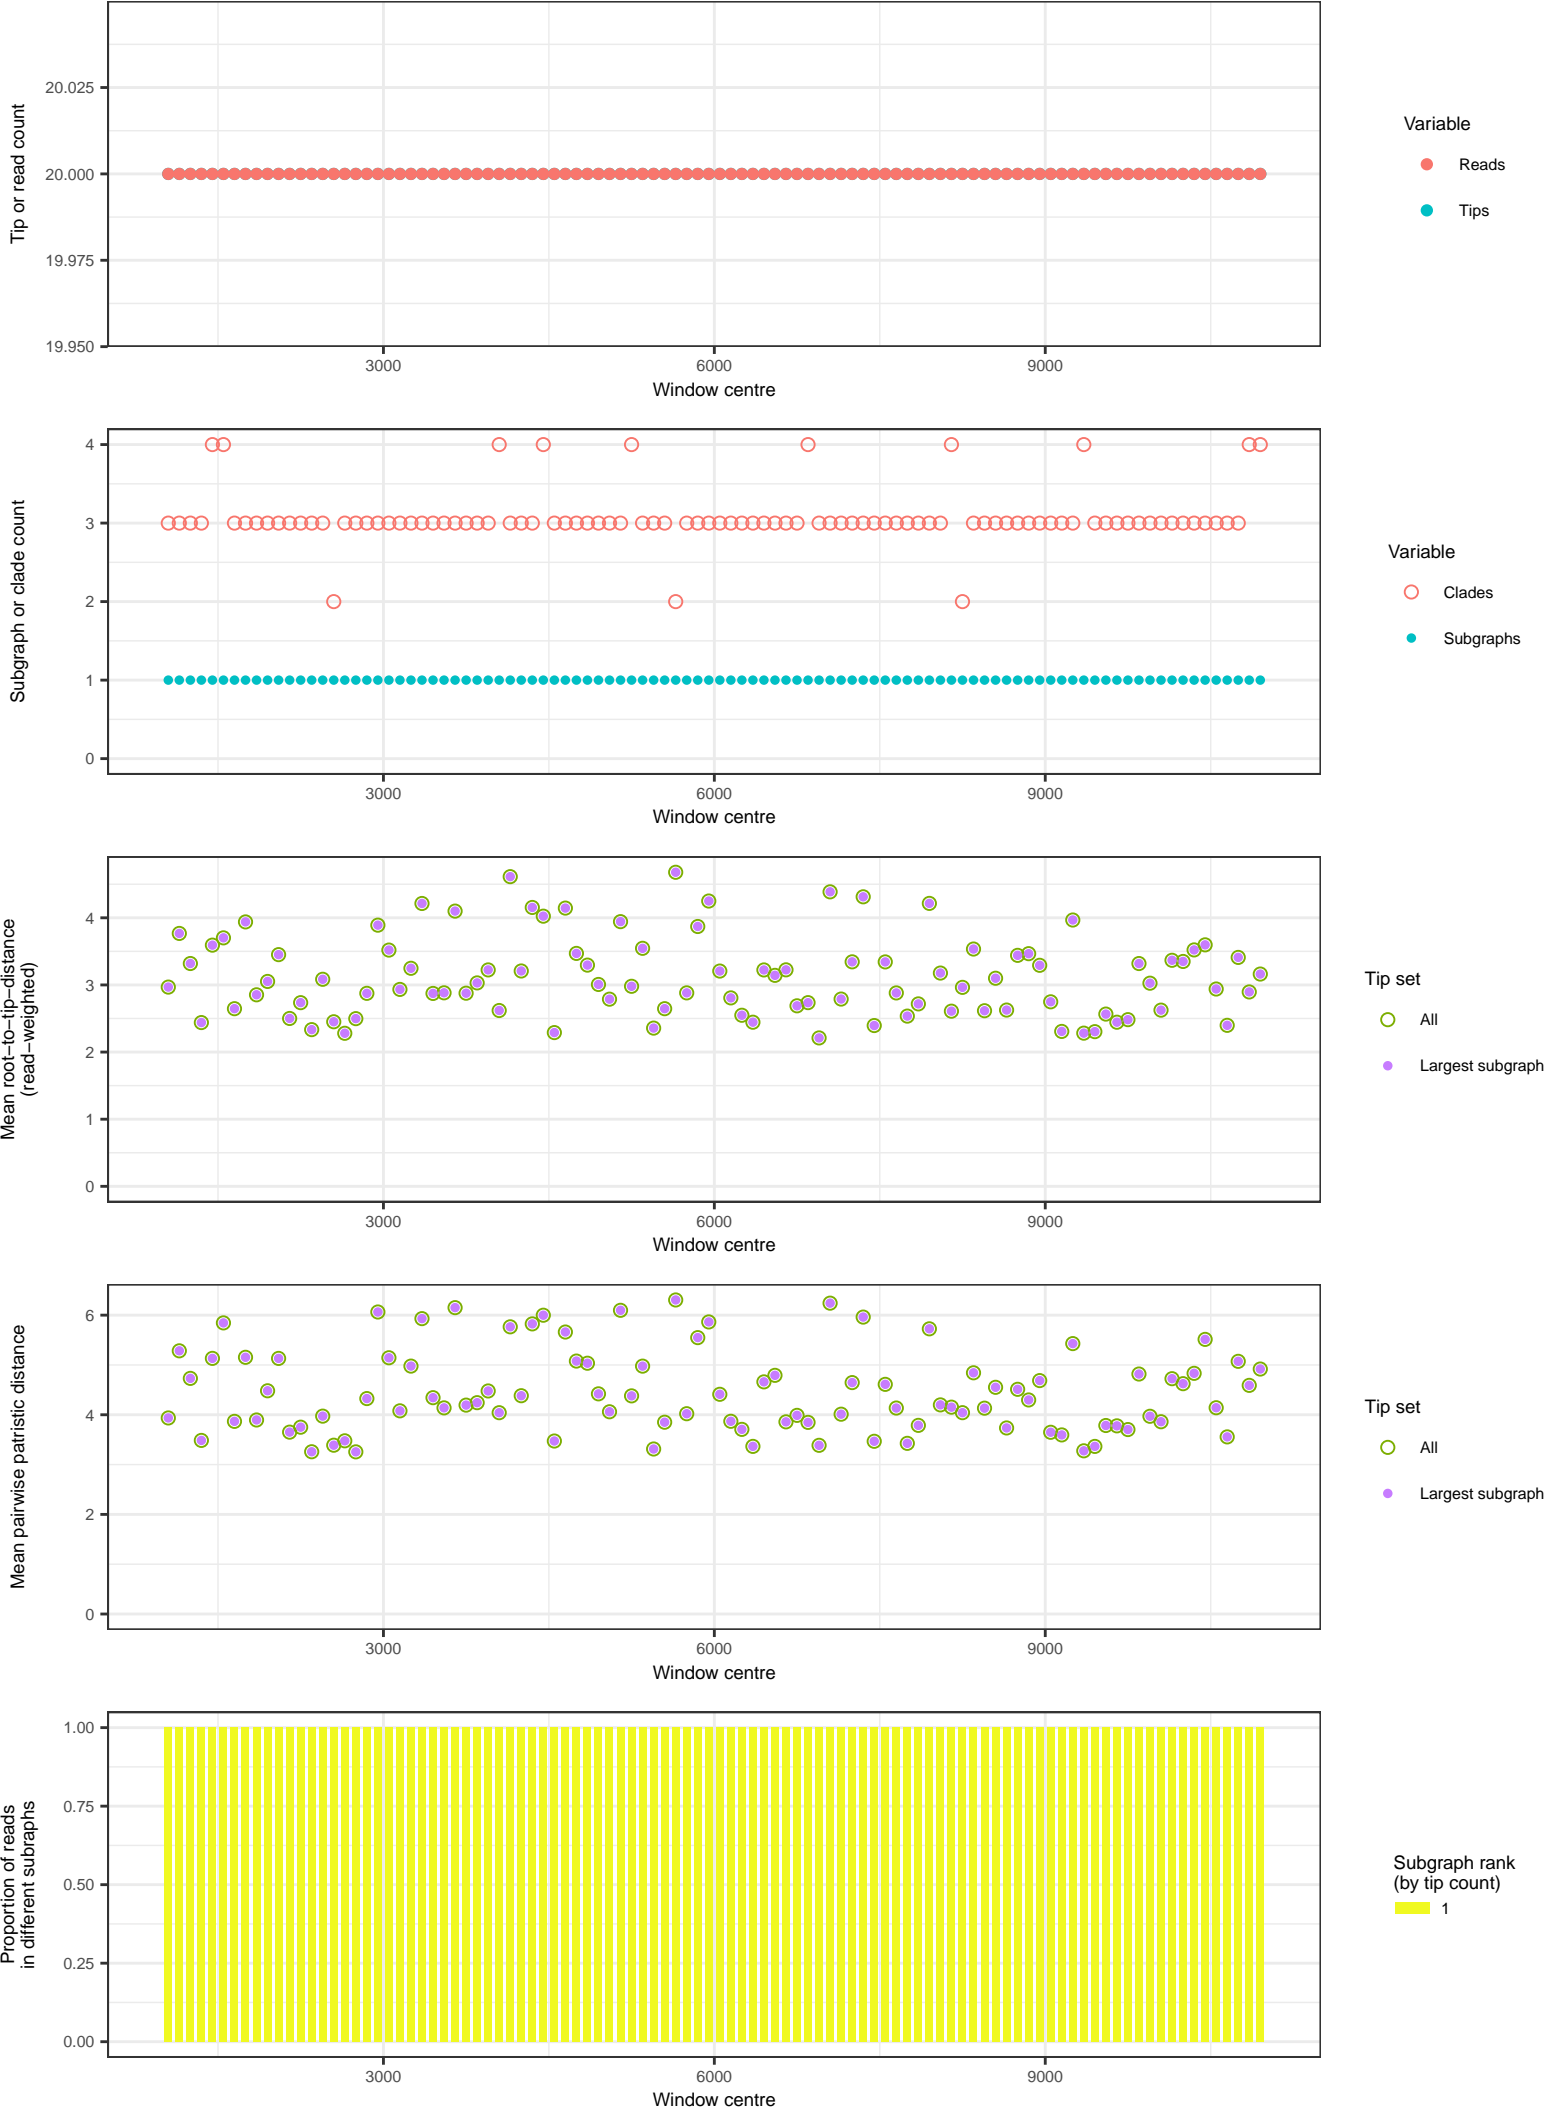 20.025
20.000
19.975
19.950
Tip or read count
3000 6000 9000
Window centre
Variable
Reads
Tips
4
3
2
1
0
Subgraph or clade count
3000 6000 9000
Window centre
Variable
Clades
Subgraphs
4
3
2
1
0
Mean root−to−tip−distance
(read−weighted)
3000 6000 9000
Window centre
Tip set
All
Largest subgraph
6
4
2
0
Mean pairwise patristic distance
3000 6000 9000
Window centre
Tip set
All
Largest subgraph
1.00
0.75
0.50
0.25
0.00
Proportion of reads
in different subraphs
3000 6000 9000
Window centre
Subgraph rank
(by tip count)
1